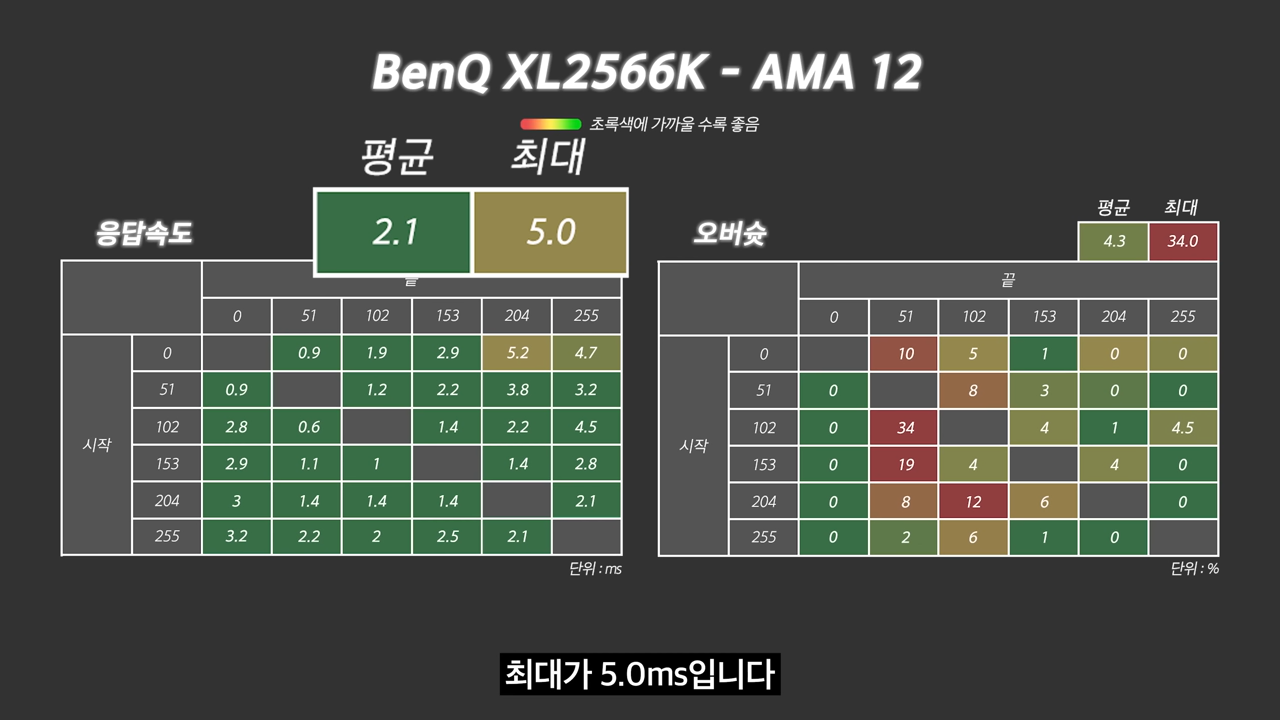 BenQ XL2566K - AMA 12
초록색에 가까울 수록 좋음
평균 최대
2.1 5.0
응답속도
끝
0 51 102 153 204 255
시작
0 0.9 1.9 2.9 5.2 4.7
51 0.9 1.2 2.2 3.8 3.2
102 2.8 0.6 1.4 2.2 4.5
153 2.9 1.1 1 1.4 2.8
204 3 1.4 1.4 1.4 2.1
255 3.2 2.2 2 2.5 2.1
단위 : ms
평균 최대
오버슛 4.3 34.0
끝
0 51 102 153 204 255
시작
0 10 5 1 0 0
51 0 8 3 0 0
102 0 34 4 1 4.5
153 0 19 4 4 0
204 0 8 12 6 0
255 0 2 6 1 0
단위 : %
최대가 5.0ms입니다